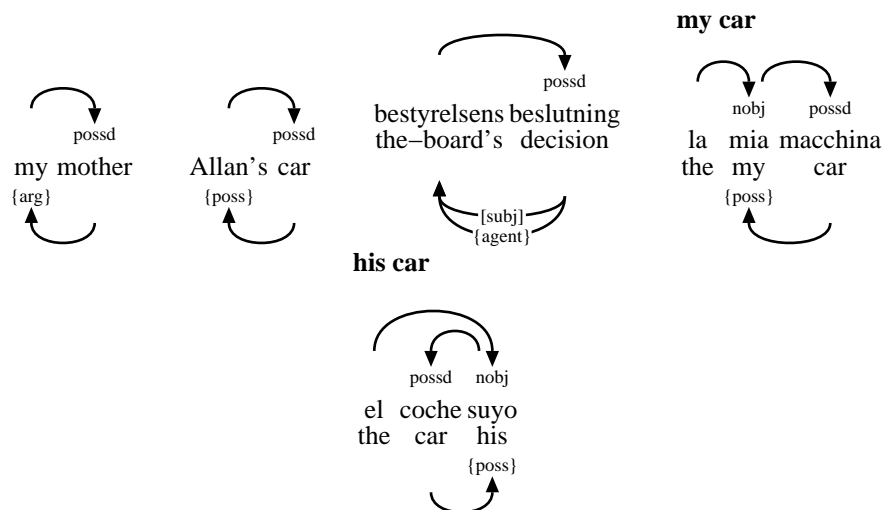 my car
possd
my mother
{arg}
possd
Allan's car
{poss}
possd
bestyrelsens beslutning
the−board's decision
[subj]
{agent}
nobj possd
la mia macchina
the my car
{poss}
his car
possd nobj
el coche suyo
the car his
{poss}